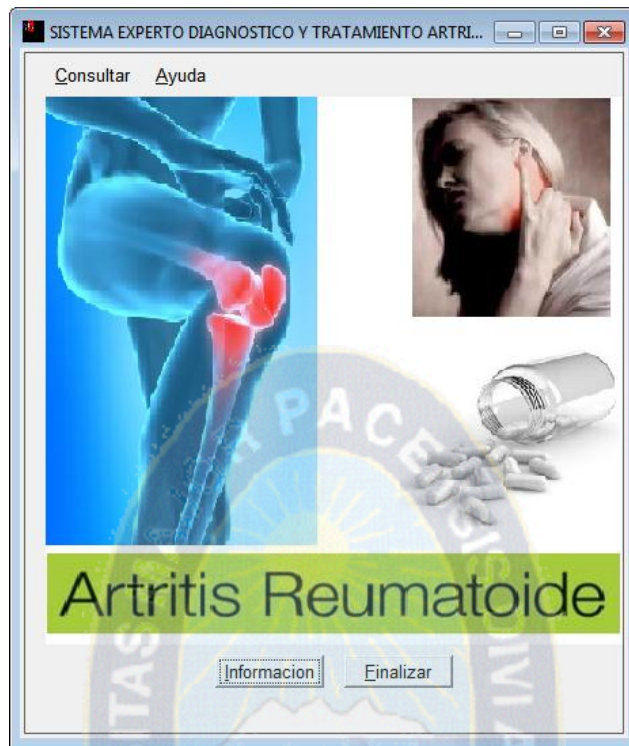 SISTEMA EXPERTO DIAGNOSTICO Y TRATAMIENTO ARTRI...
Consultar Ayuda
Artritis Reumatoide
Informacion Finalizar